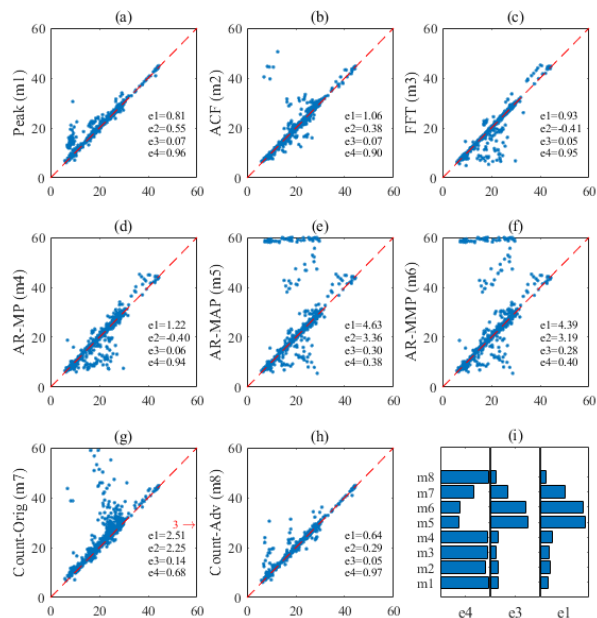 (a)
Peak (m1)
60
40
20
0
0 20 40 60
e1=0.81
e2=0.55
e3=0.07
e4=0.96
(b)
ACF (m2)
60
40
20
0
0 20 40 60
e1=1.06
e2=0.38
e3=0.07
e4=0.90
(c)
FFT (m3)
60
40
20
0
0 20 40 60
e1=0.93
e2=-0.41
e3=0.05
e4=0.95
(d)
AR-MP (m4)
60
40
20
0
0 20 40 60
e1=1.22
e2=-0.40
e3=0.06
e4=0.94
(e)
AR-MAP (m5)
60
40
20
0
0 20 40 60
e1=4.63
e2=3.36
e3=0.30
e4=0.38
(f)
AR-MMP (m6)
60
40
20
0
0 20 40 60
e1=4.39
e2=3.19
e3=0.28
e4=0.40
(g)
Count-Orig (m7)
60
40
20
0
0 20 40 60
3→
e1=2.51
e2=2.25
e3=0.14
e4=0.68
(h)
Count-Adv (m8)
60
40
20
0
0 20 40 60
e1=0.64
e2=0.29
e3=0.05
e4=0.97
(i)
m8
m7
m6
m5
m4
m3
m2
m1
e4 e3 e1